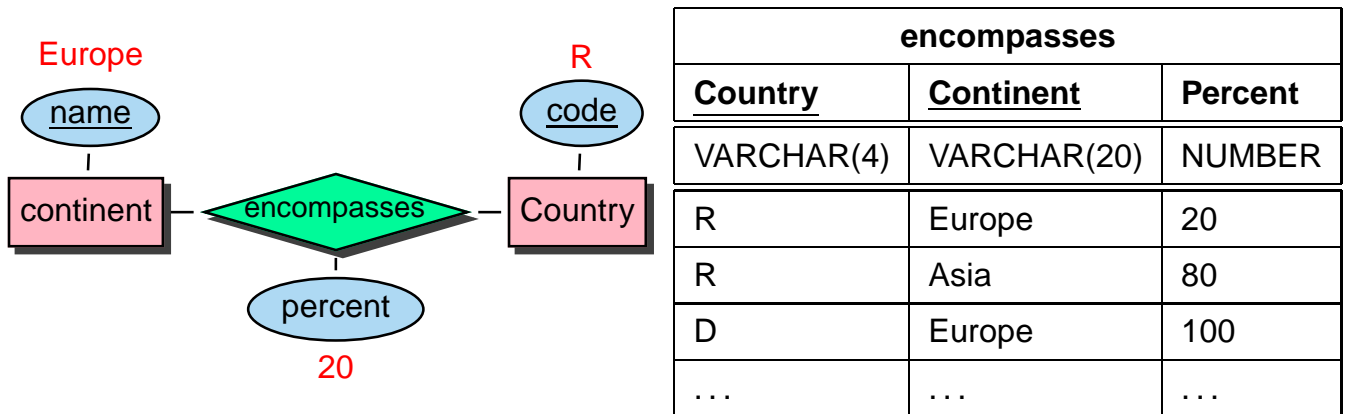 Europe
R
name
code
continent
encompasses
Country
percent
20
encompasses
Country Continent Percent
VARCHAR(4) VARCHAR(20) NUMBER
R Europe 20
R Asia 80
D Europe 100
. . . . . . . . .